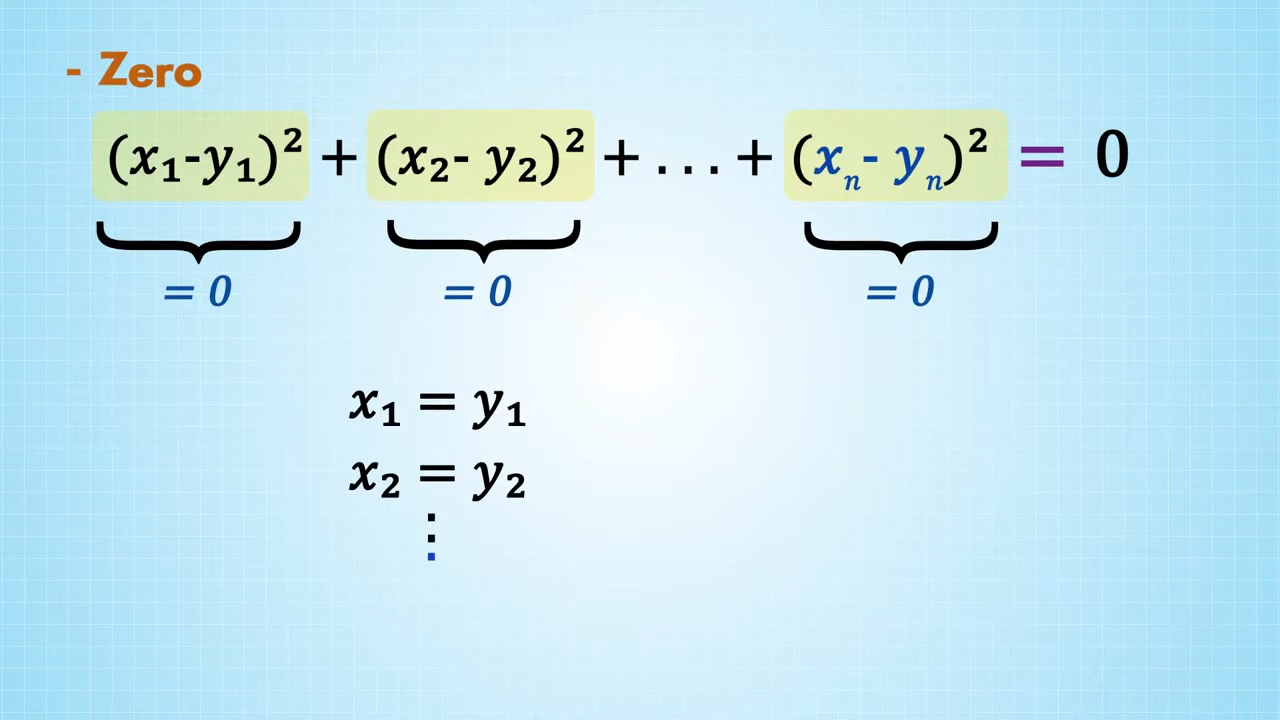 - Zero
(x₁-y₁)² + (x₂- y₂)² + ... + (xₙ- yₙ)² = 0
= 0 = 0 = 0
x₁ = y₁
x₂ = y₂
⋮